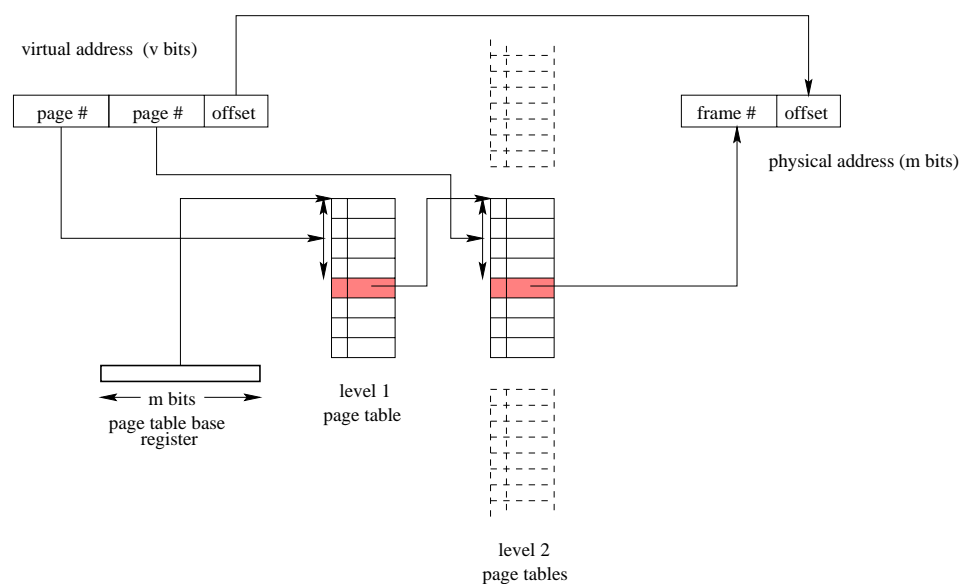 virtual address (v bits)
page #
page #
offset
frame #
offset
physical address (m bits)
m bits
page table base
register
level 1
page table
level 2
page tables